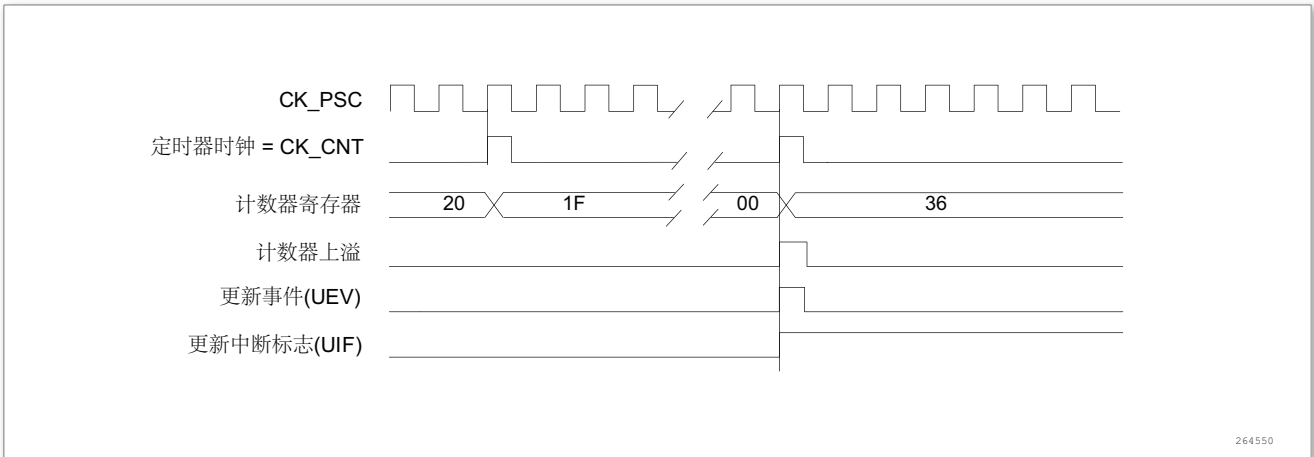 CK_PSC
定时器时钟 = CK_CNT
计数器寄存器 20 1F 00 36
计数器上溢
更新事件(UEV)
更新中断标志(UIF)
264550